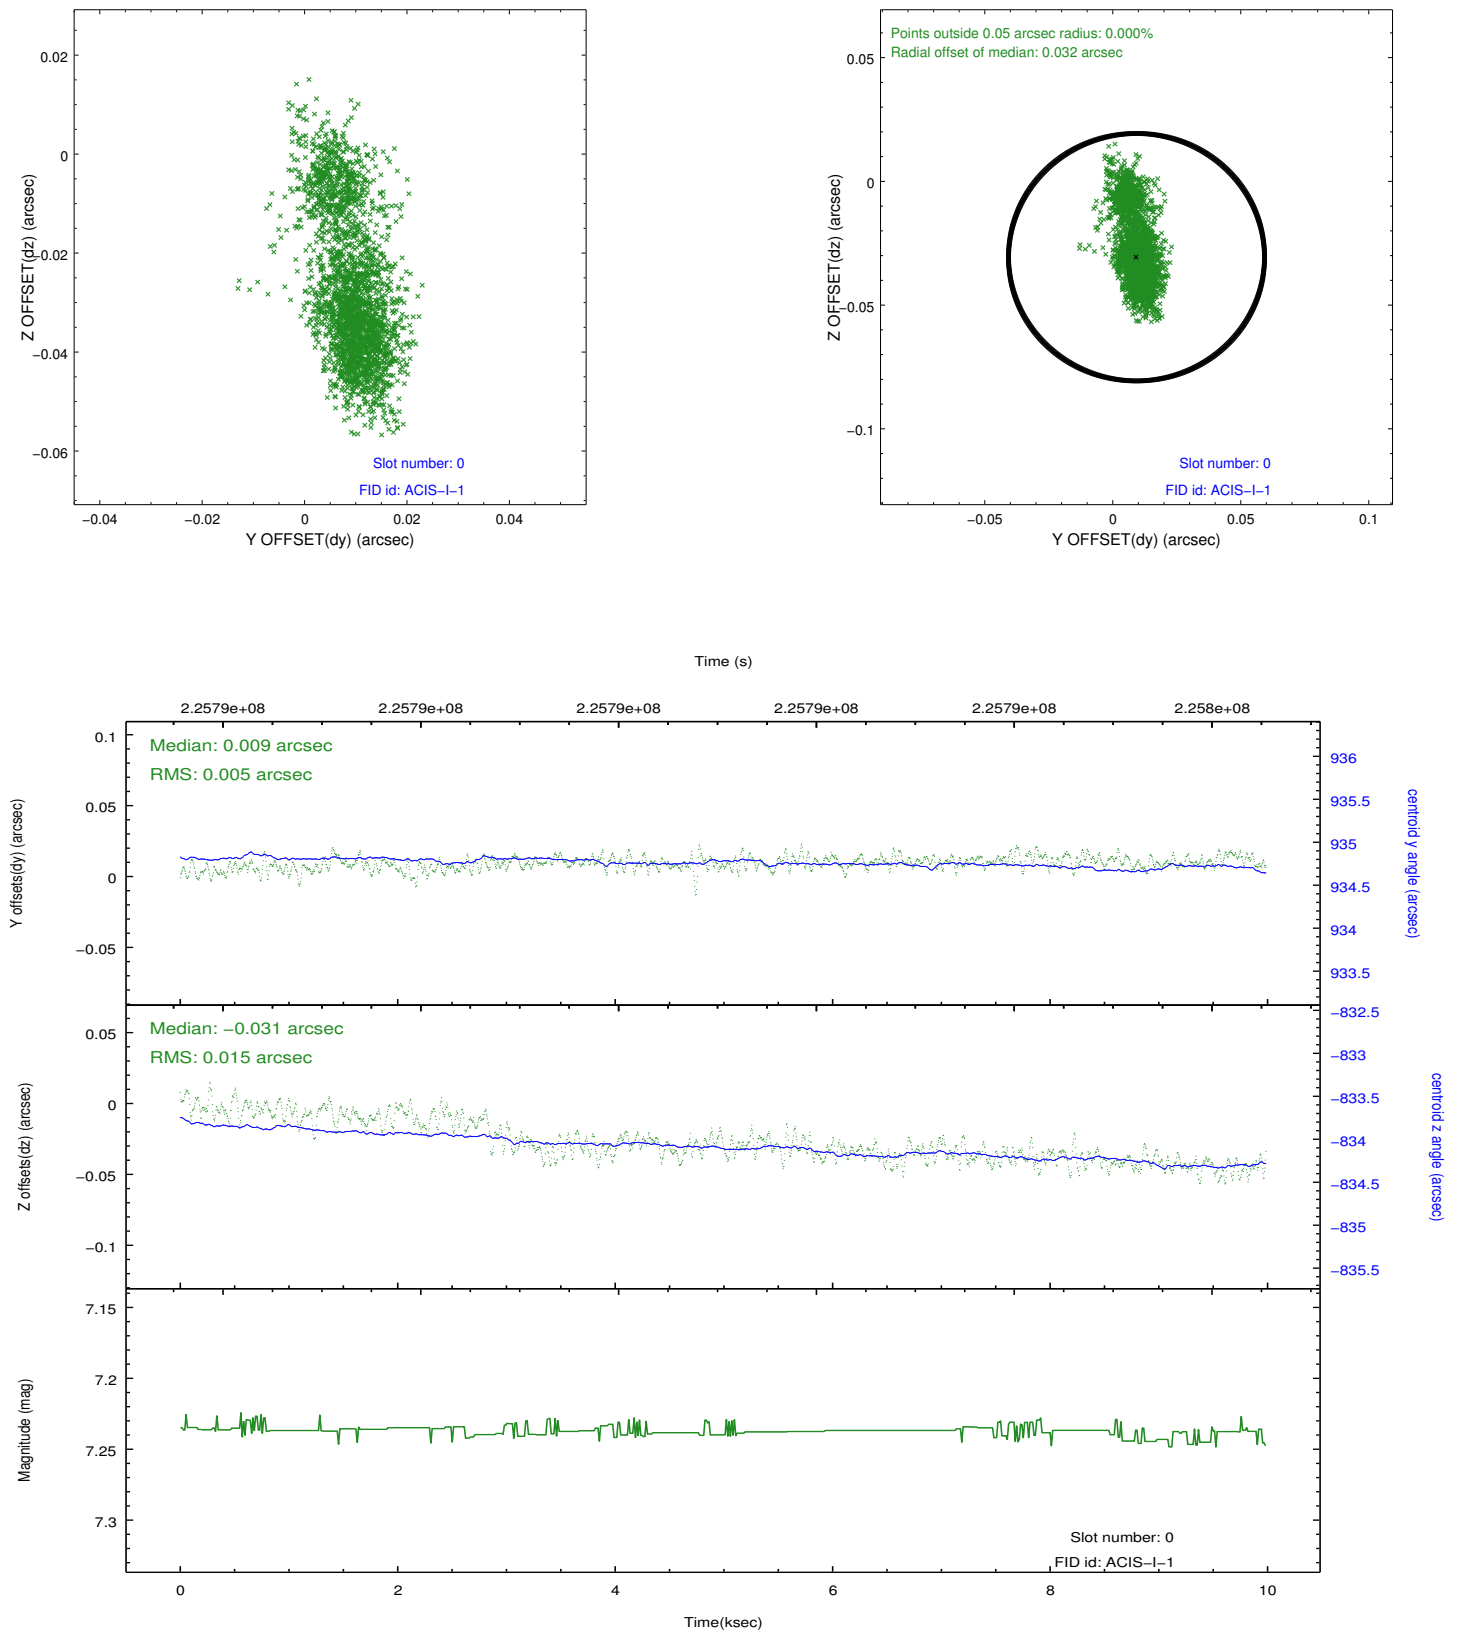 0.02
0
−0.02
−0.04
−0.06
Z OFFSET(dz) (arcsec)
Slot number: 0
FID id: ACIS−I−1
−0.04 −0.02 0 0.02 0.04
Y OFFSET(dy) (arcsec)
Points outside 0.05 arcsec radius: 0.000%
Radial offset of median: 0.032 arcsec
0.05
0
−0.05
−0.1
Z OFFSET(dz) (arcsec)
Slot number: 0
FID id: ACIS−I−1
−0.05 0 0.05 0.1
Y OFFSET(dy) (arcsec)
Time (s)
2.2579e+08 2.2579e+08 2.2579e+08 2.2579e+08 2.2579e+08 2.258e+08
Median: 0.009 arcsec
RMS: 0.005 arcsec
0.1
0.05
0
−0.05
Y offsets(dy) (arcsec)
936
935.5
935
934.5
934
933.5
centroid y angle (arcsec)
Median: −0.031 arcsec
RMS: 0.015 arcsec
0.05
0
−0.05
−0.1
Z offsets(dz) (arcsec)
−832.5
−833
−833.5
−834
−834.5
−835
−835.5
centroid z angle (arcsec)
7.15
7.2
7.25
7.3
Magnitude (mag)
Slot number: 0
FID id: ACIS−I−1
0 2 4 6 8 10
Time(ksec)